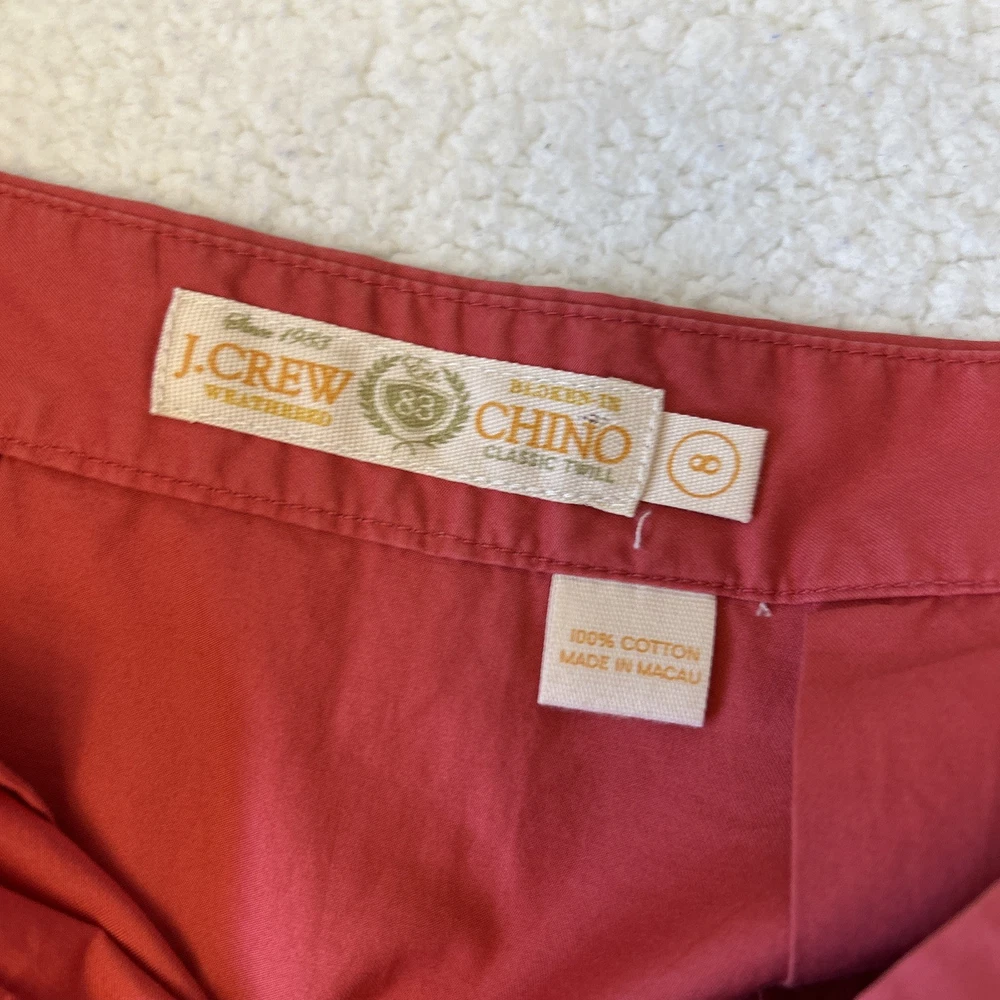 Since 1983
J.CREW
WEATHERED
83
BROKEN-IN
CHINO
CLASSIC TWILL
8
100% COTTON
MADE IN MACAU